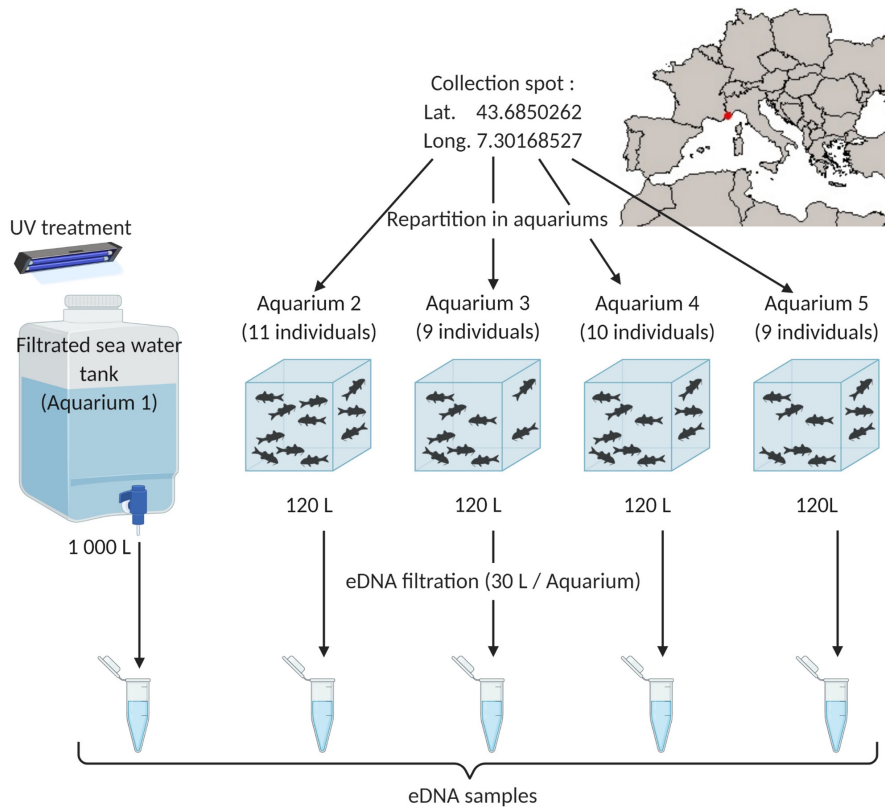 Collection spot :
Lat. 43.6850262
Long. 7.30168527
Repartition in aquariums
UV treatment
Filtrated sea water
tank
(Aquarium 1)
Aquarium 2
(11 individuals)
Aquarium 3
(9 individuals)
Aquarium 4
(10 individuals)
Aquarium 5
(9 individuals)
1 000 L
120 L
120 L
120 L
120L
eDNA filtration (30 L / Aquarium)
eDNA samples